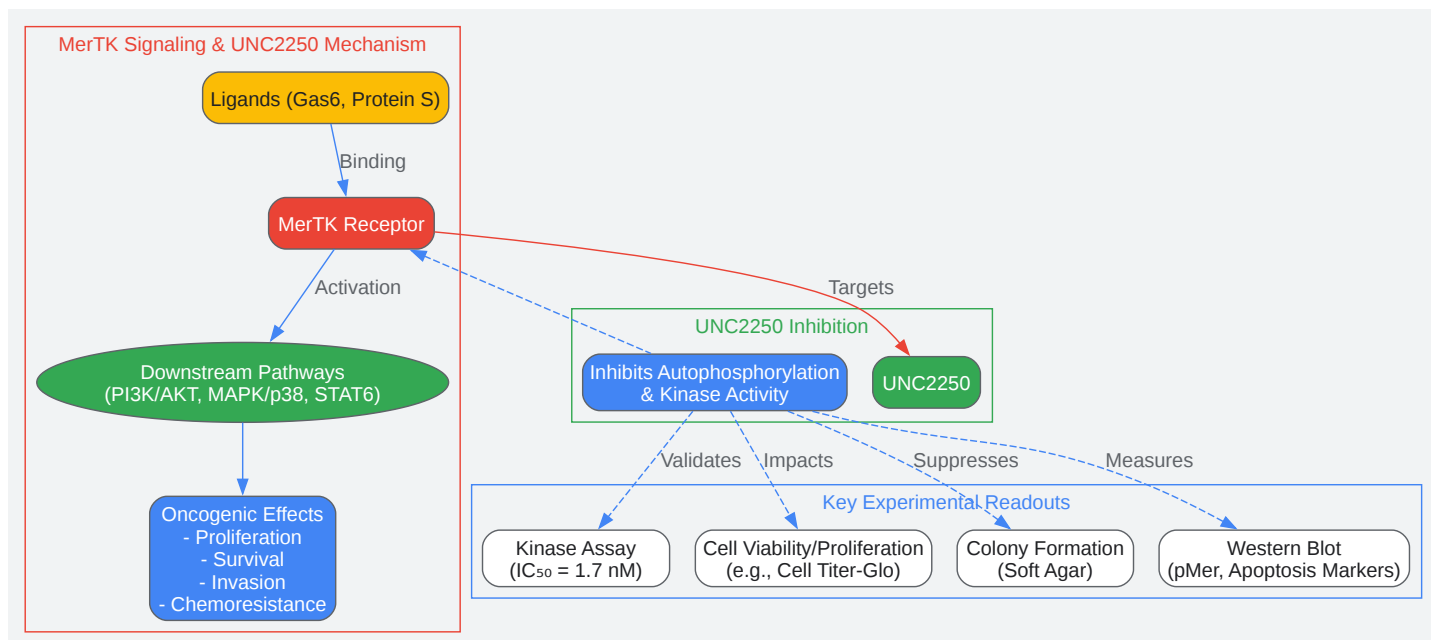 MerTK Signaling & UNC2250 Mechanism
Ligands (Gas6, Protein S)
Binding
MerTK Receptor
Activation
Targets
UNC2250 Inhibition
Downstream Pathways
(PI3K/AKT, MAPK/p38, STAT6)
Inhibits Autophosphorylation
& Kinase Activity
UNC2250
Validates
Impacts
Suppresses
Measures
Key Experimental Readouts
Oncogenic Effects
- Proliferation
- Survival
- Invasion
- Chemoresistance
Kinase Assay
(IC₅₀ = 1.7 nM)
Cell Viability/Proliferation
(e.g., Cell Titer-Glo)
Colony Formation
(Soft Agar)
Western Blot
(pMer, Apoptosis Markers)